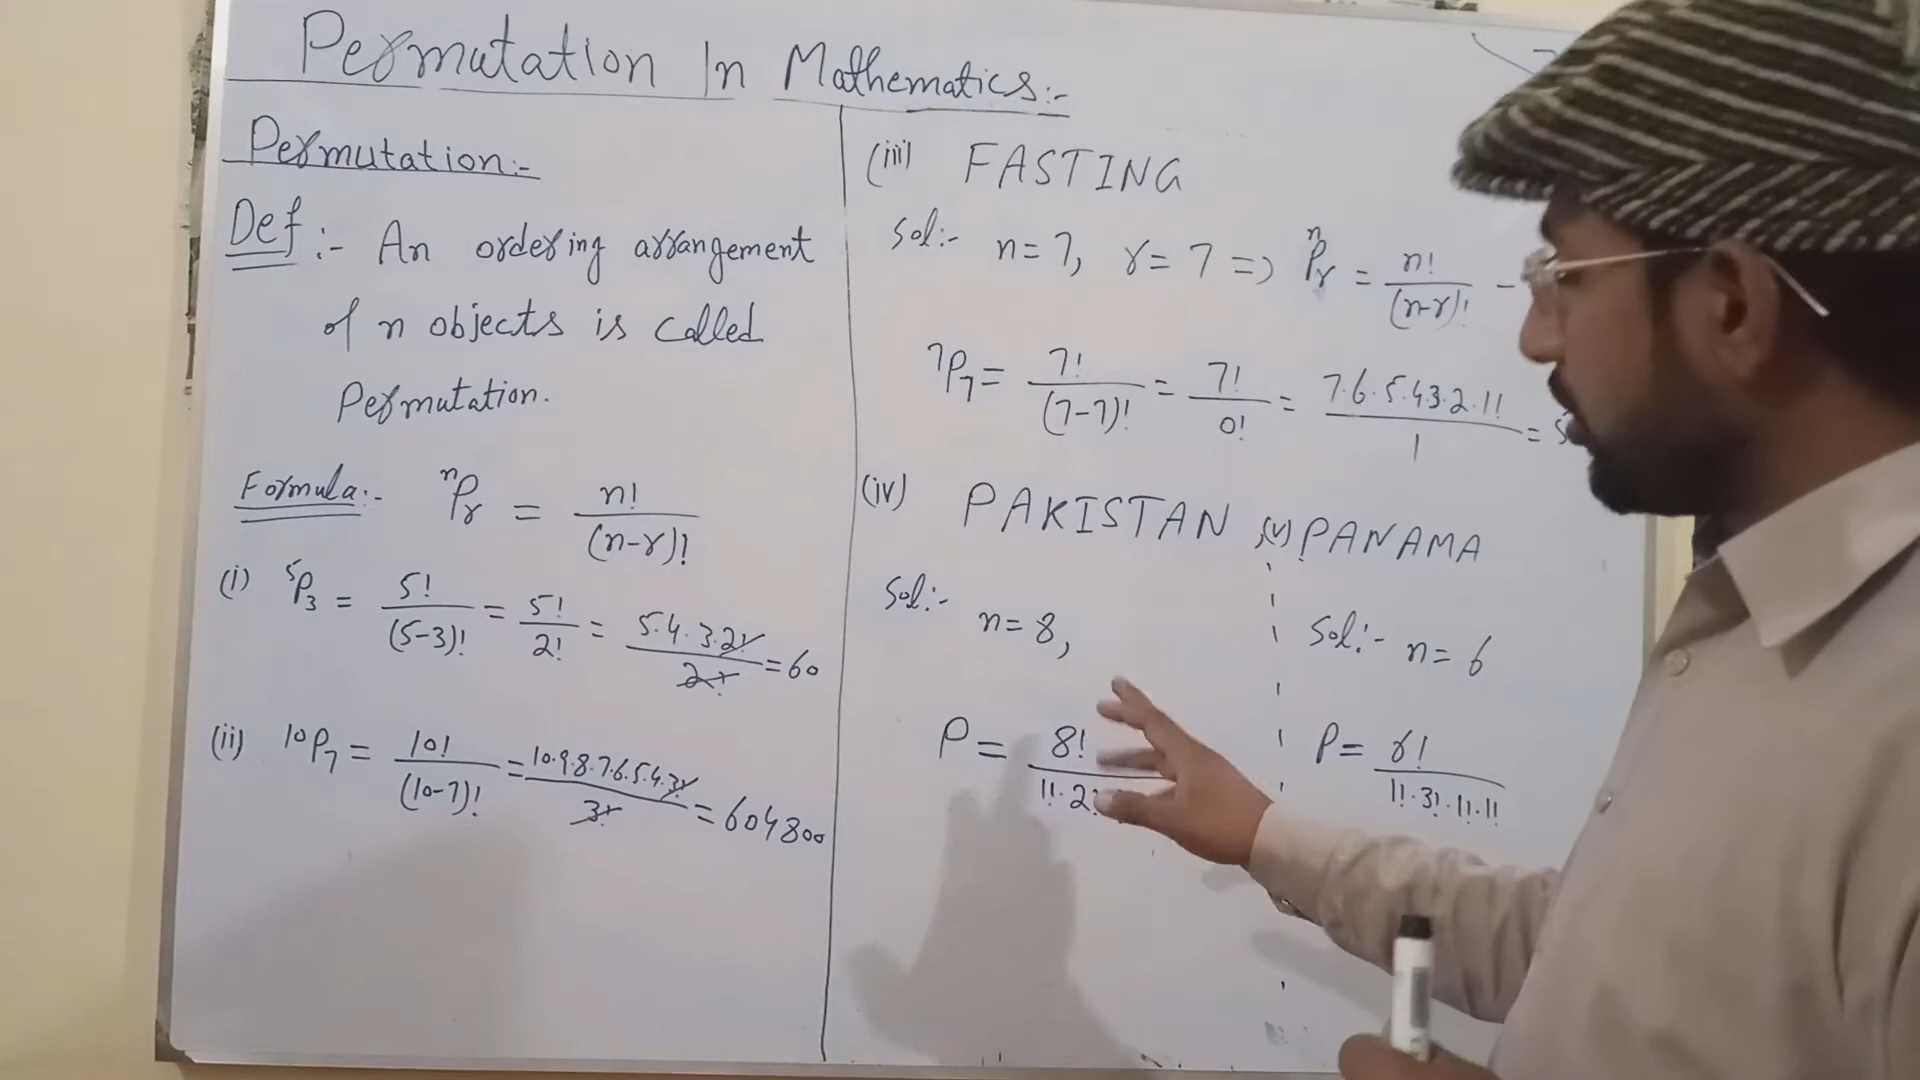 Permutation In Mathematics:-
Permutation:-
Def:- An ordering arrangement
of n objects is called
Permutation.
Formula:- ⁿPᵣ = n!/(n-r)!
(i) ⁵P₃ = 5!/(5-3)! = 5!/2! = 5.4.3.2!/2! = 60
(ii) ¹⁰P₇ = 10!/(10-7)! = 10.9.8.7.6.5.4.3!/3! = 604800
(iii) FASTING
Sol:- n=7, r=7 => ⁿPᵣ = n!/(n-r)! -
⁷P₇ = 7!/(7-7)! = 7!/0! = 7.6.5.4.3.2.1!/1 = 5
(iv) PAKISTAN ,(v) PANAMA
Sol:- n=8,
P = 8!/1!.2!
Sol:- n=6
P = 6!/1!.3!.1!.1!